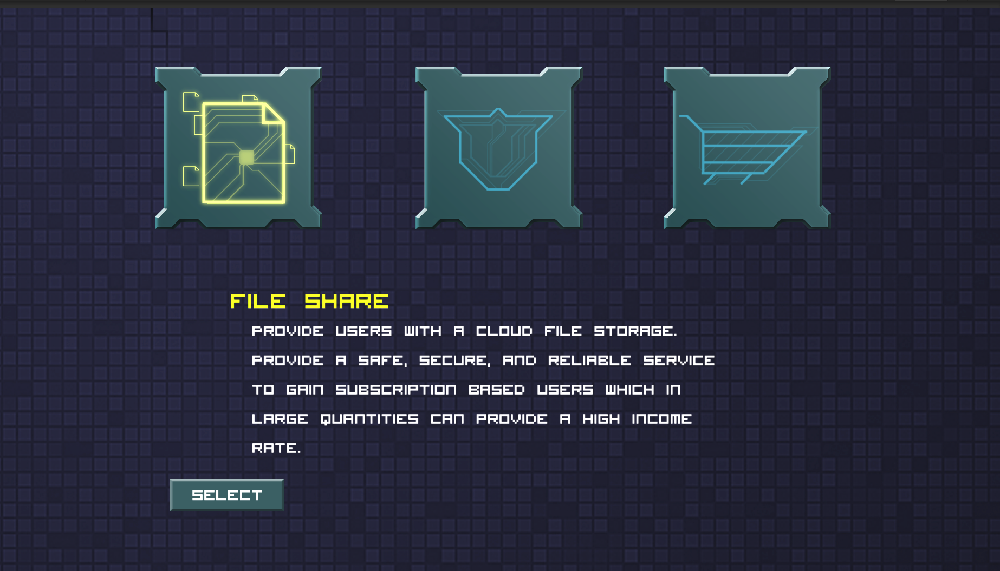 FILE SHARE
PROVIDE USERS WITH A CLOUD FILE STORAGE.
PROVIDE A SAFE, SECURE, AND RELIABLE SERVICE
TO GAIN SUBSCRIPTION BASED USERS WHICH IN
LARGE QUANTITIES CAN PROVIDE A HIGH INCOME
RATE.
SELECT